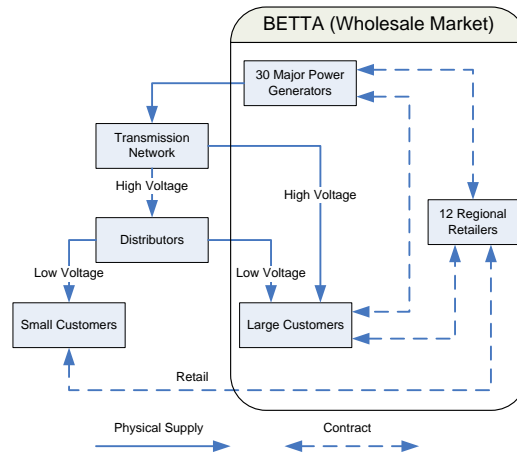 BETTA (Wholesale Market)
30 Major Power
Generators
Transmission
Network
High Voltage
High Voltage
12 Regional
Retailers
Distributors
Low Voltage
Low Voltage
Small Customers
Large Customers
Retail
Physical Supply
Contract